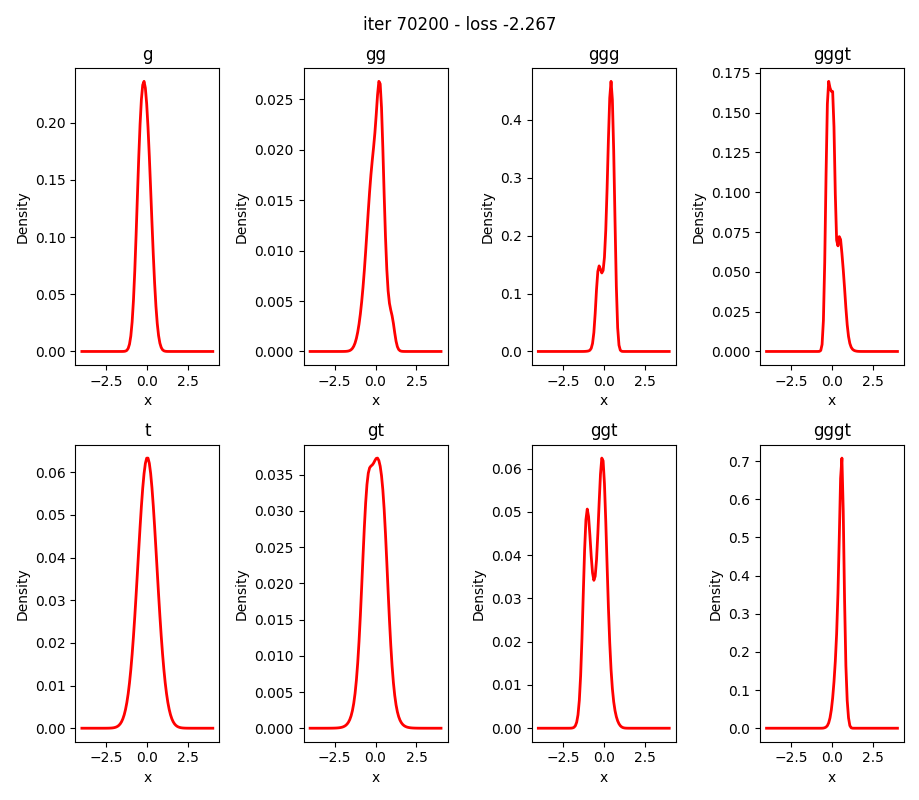 iter 70200 - loss -2.267
g
gg
ggg
gggt
0.20
0.15
0.10
0.05
0.00
Density
−2.5 0.0 2.5
x
0.025
0.020
0.015
0.010
0.005
0.000
Density
−2.5 0.0 2.5
x
0.4
0.3
0.2
0.1
0.0
Density
−2.5 0.0 2.5
x
0.175
0.150
0.125
0.100
0.075
0.050
0.025
0.000
Density
−2.5 0.0 2.5
x
t
gt
ggt
gggt
0.06
0.05
0.04
0.03
0.02
0.01
0.00
Density
−2.5 0.0 2.5
x
0.035
0.030
0.025
0.020
0.015
0.010
0.005
0.000
Density
−2.5 0.0 2.5
x
0.06
0.05
0.04
0.03
0.02
0.01
0.00
Density
−2.5 0.0 2.5
x
0.7
0.6
0.5
0.4
0.3
0.2
0.1
0.0
Density
−2.5 0.0 2.5
x